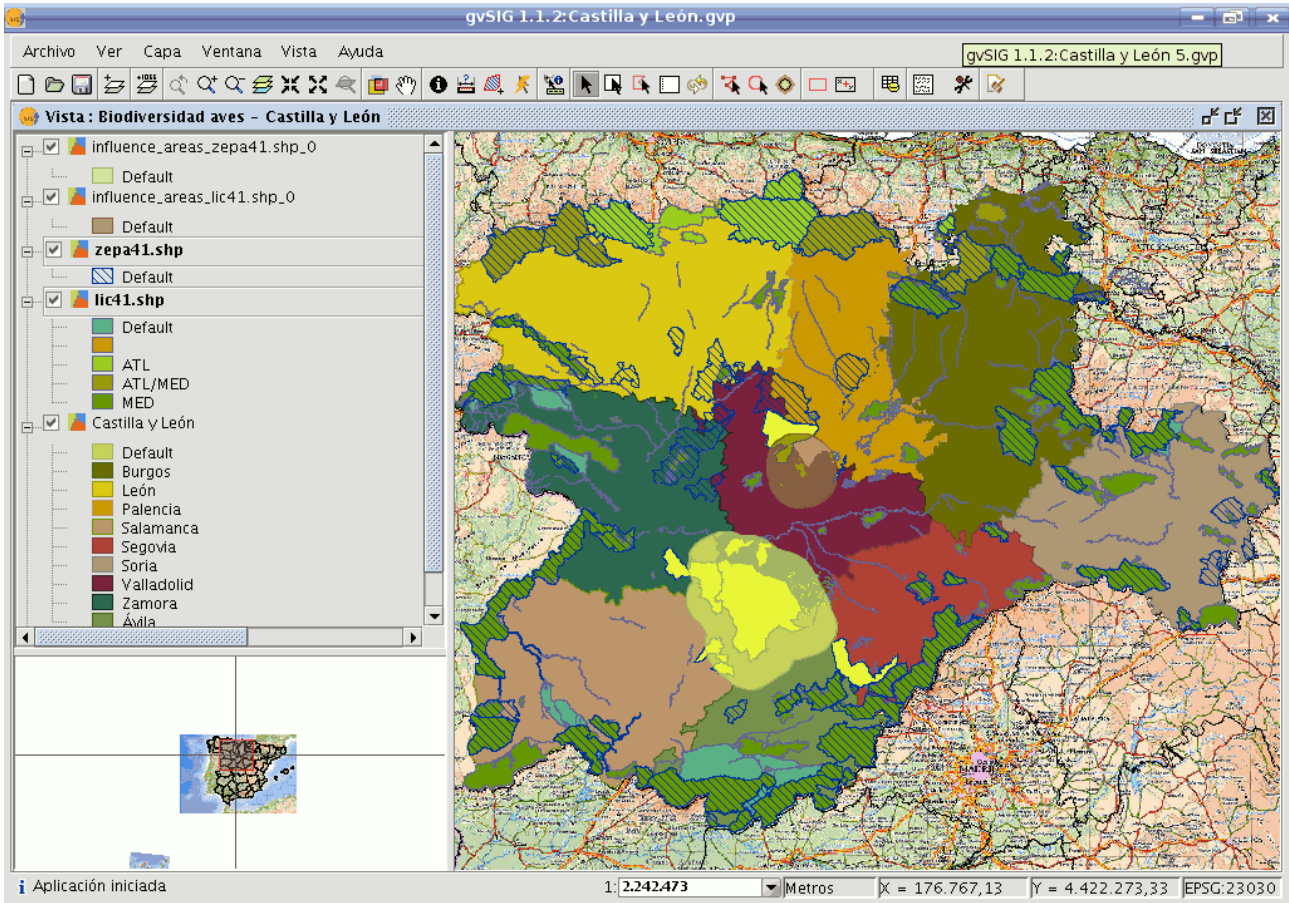 gvSIG 1.1.2:Castilla y León.gvp
Archivo Ver Capa Ventana Vista Ayuda
gvSIG 1.1.2:Castilla y León 5.gvp
Vista : Biodiversidad aves – Castilla y León
influence_areas_zepa41.shp_0
Default
influence_areas_lic41.shp_0
Default
zepa41.shp
Default
lic41.shp
Default
ATL
ATL/MED
MED
Castilla y León
Default
Burgos
León
Palencia
Salamanca
Segovia
Soria
Valladolid
Zamora
Ávila
MADRID
Aplicación iniciada
1: 2.242.473
Metros
X = 176.767,13
Y = 4.422.273,33
EPSG:23030